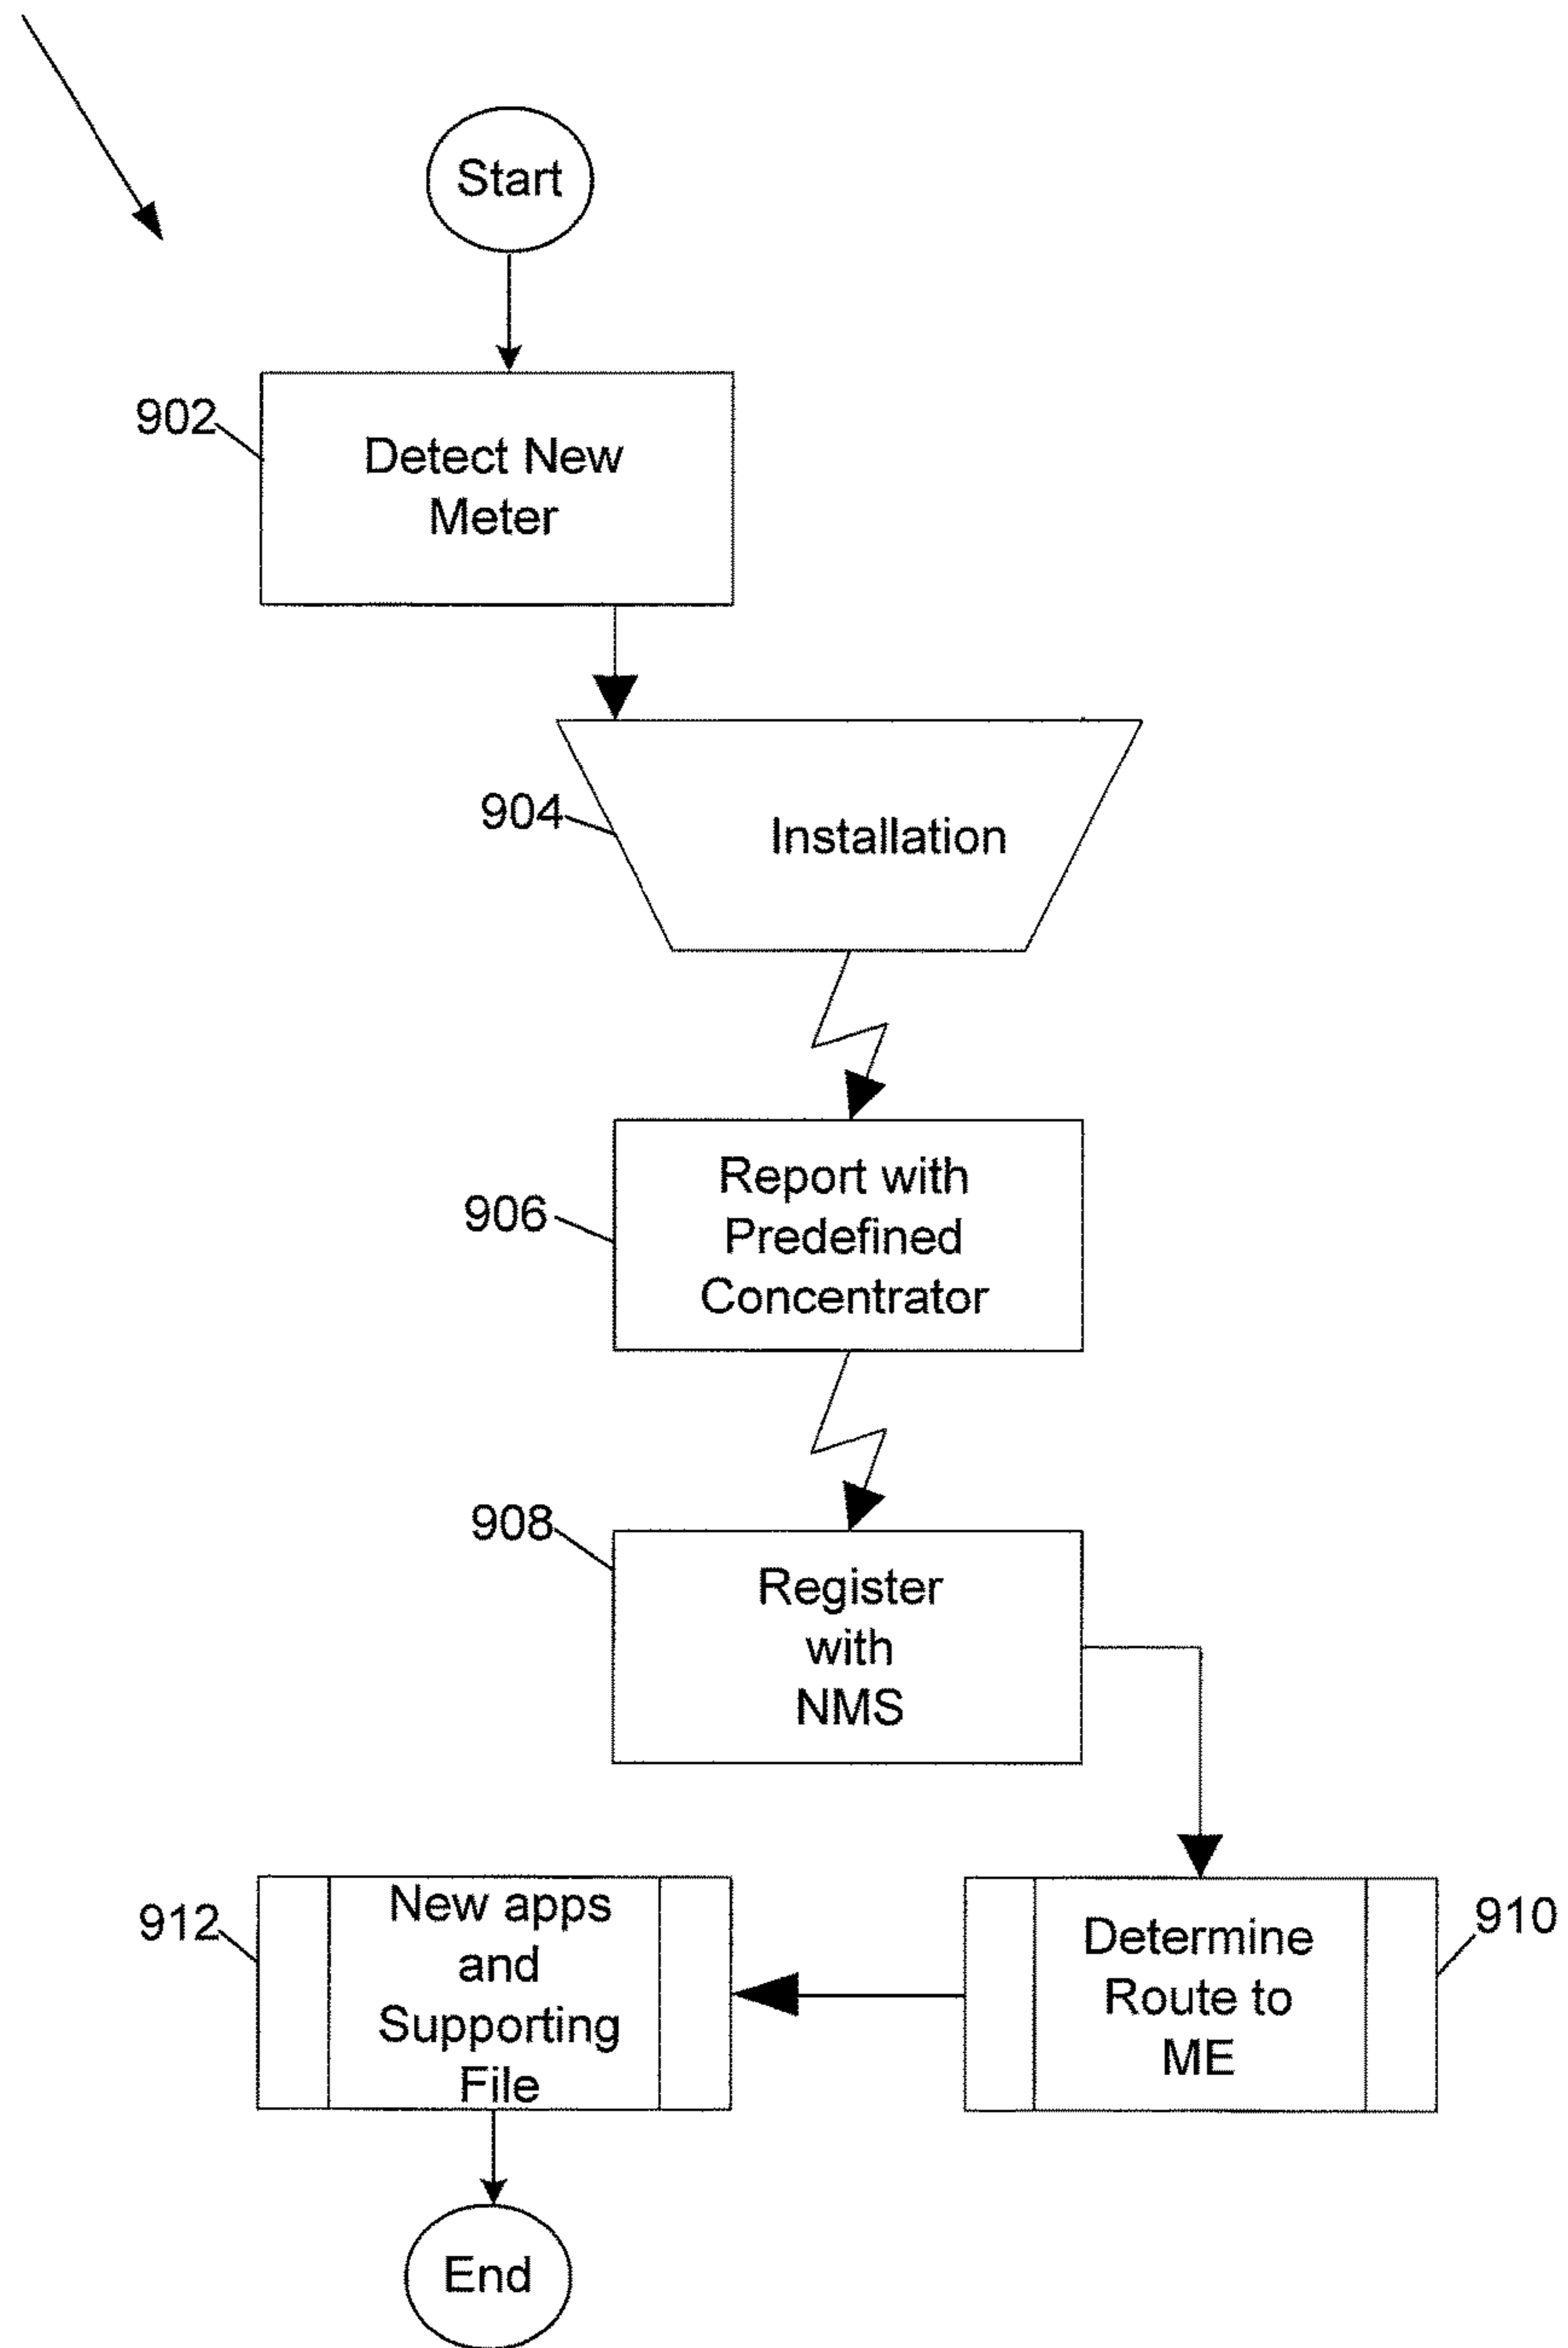 Start
902
Detect New
Meter
904
Installation
906
Report with
Predefined
Concentrator
908
Register
with
NMS
912
New apps
and
Supporting
File
Determine
Route to
ME
910
End